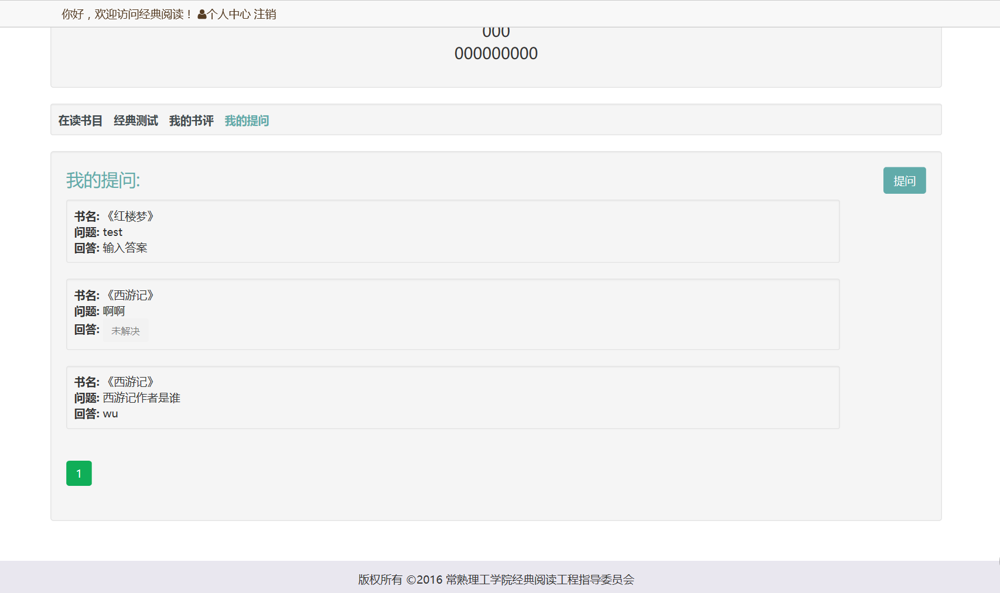 你好，欢迎访问经典阅读！ 个人中心 注销
000
000000000
在读书目 经典测试 我的书评 我的提问
我的提问:
提问
书名: 《红楼梦》
问题: test
回答: 输入答案
书名: 《西游记》
问题: 啊啊
回答: 未解决
书名: 《西游记》
问题: 西游记作者是谁
回答: wu
1
版权所有 ©2016 常熟理工学院经典阅读工程指导委员会